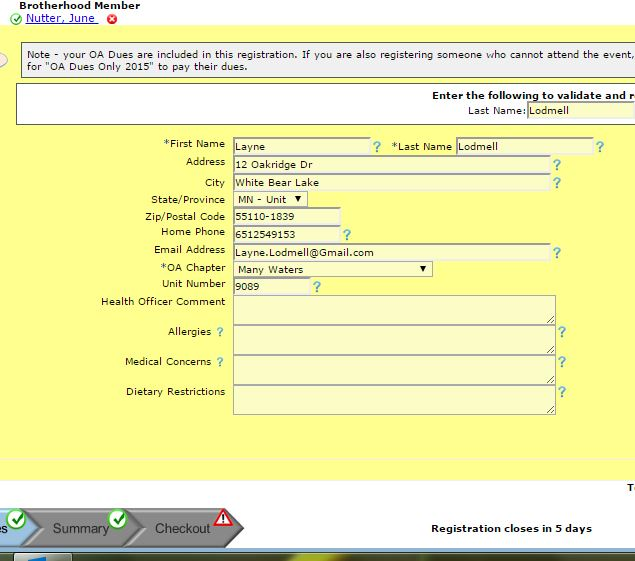 Brotherhood Member
Nutter, June
Note - your OA Dues are included in this registration. If you are also registering someone who cannot attend the event,
for "OA Dues Only 2015" to pay their dues.
Enter the following to validate and r
Last Name: Lodmell
*First Name Layne ? *Last Name Lodmell ?
Address 12 Oakridge Dr ?
City White Bear Lake ?
State/Province MN - Unit
Zip/Postal Code 55110-1839
Home Phone 6512549153 ?
Email Address Layne.Lodmell@Gmail.com ?
*OA Chapter Many Waters
Unit Number 9089 ?
Health Officer Comment
Allergies ? ?
Medical Concerns ? ?
Dietary Restrictions ?
T
es Summary Checkout Registration closes in 5 days